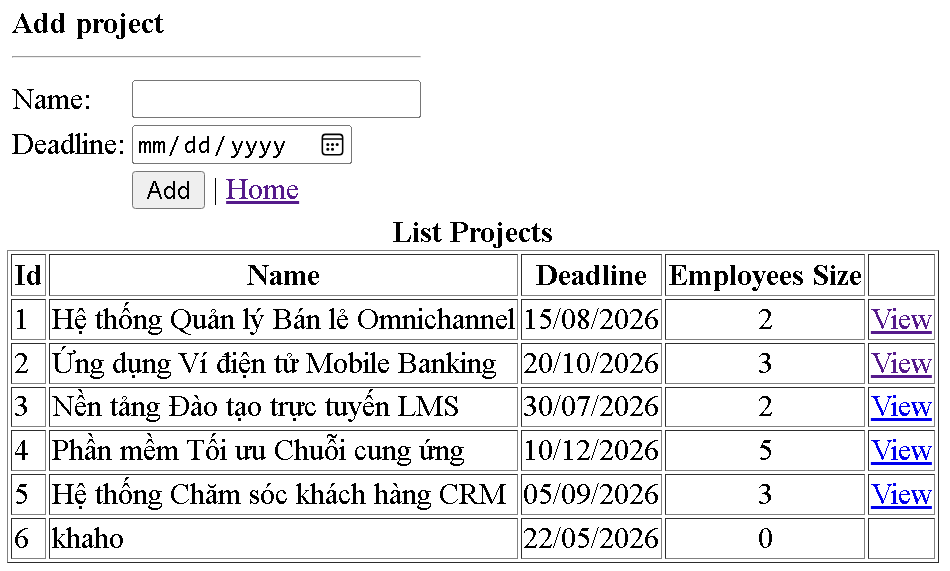 Add project
Name:
Deadline: mm/dd/yyyy
Add | Home
List Projects
Id Name Deadline Employees Size
1 Hệ thống Quản lý Bán lẻ Omnichannel 15/08/2026 2 View
2 Ứng dụng Ví điện tử Mobile Banking 20/10/2026 3 View
3 Nền tảng Đào tạo trực tuyến LMS 30/07/2026 2 View
4 Phần mềm Tối ưu Chuỗi cung ứng 10/12/2026 5 View
5 Hệ thống Chăm sóc khách hàng CRM 05/09/2026 3 View
6 khaho 22/05/2026 0